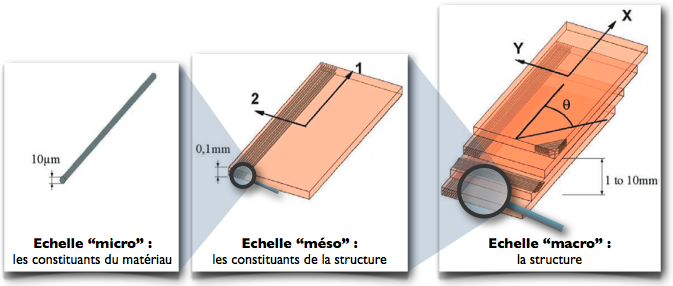 10µm
Echelle “micro” :
les constituants du matériau
1
2
0,1mm
Echelle “méso” :
les constituants de la structure
X
Y
θ
1 to 10mm
Echelle “macro” :
la structure